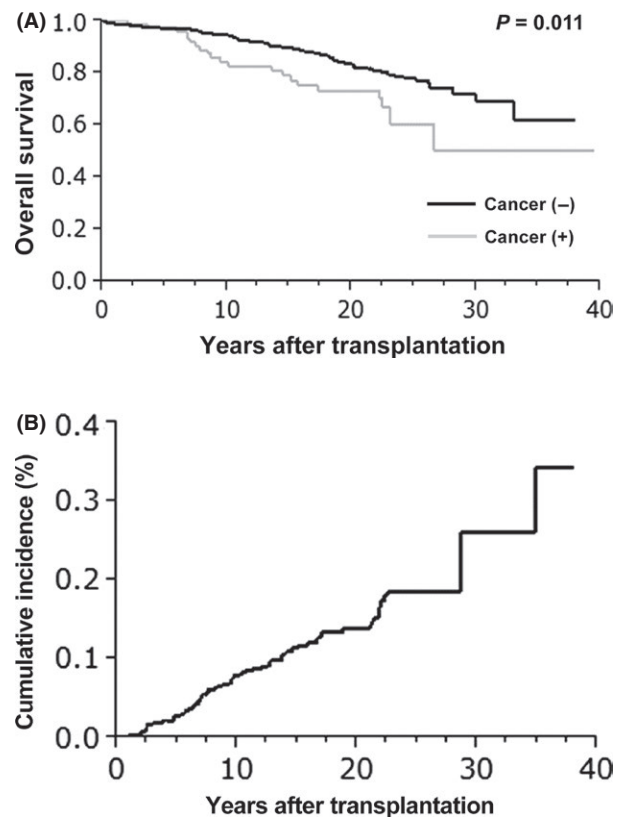 (A)
P = 0.011
Overall survival
1.0
0.8
0.6
0.4
0.2
0.0
Cancer (–)
Cancer (+)
0 10 20 30 40
Years after transplantation
(B)
Cumulative incidence (%)
0.4
0.3
0.2
0.1
0.0
0 10 20 30 40
Years after transplantation